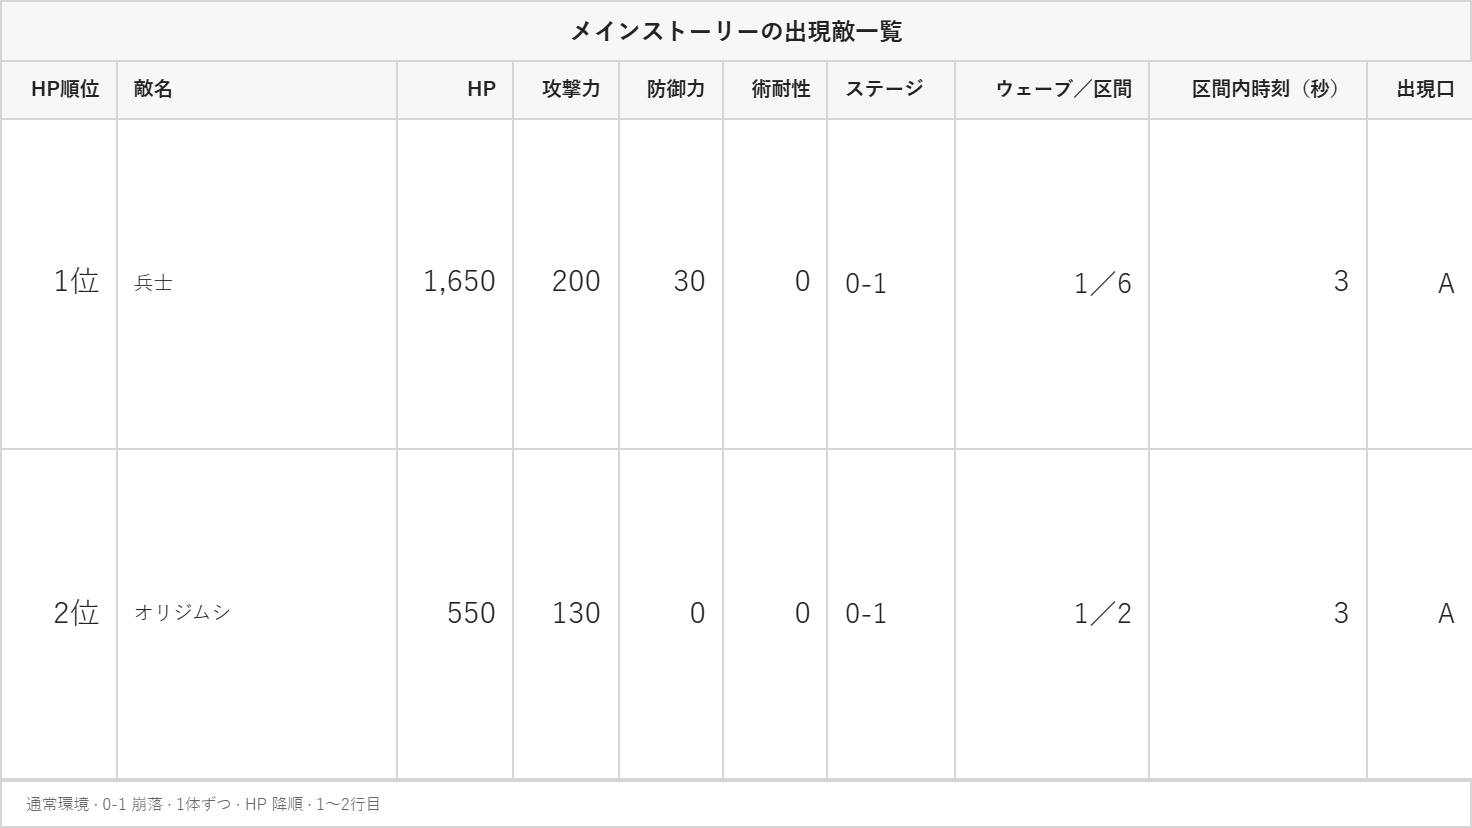 メインストーリーの出現敵一覧
HP順位 敵名 HP 攻撃力 防御力 術耐性 ステージ ウェーブ／区間 区間内時刻（秒） 出現口
1位 兵士 1,650 200 30 0 0-1 1／6 3 A
2位 オリジムシ 550 130 0 0 0-1 1／2 3 A
通常環境 · 0-1 崩落 · 1体ずつ · HP 降順 · 1〜2行目